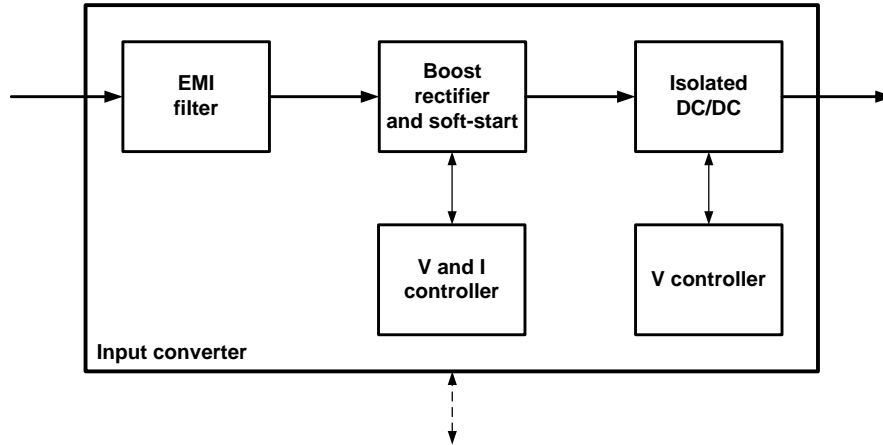 EMI
filter
Boost
rectifier
and soft-start
Isolated
DC/DC
V and I
controller
V controller
Input converter